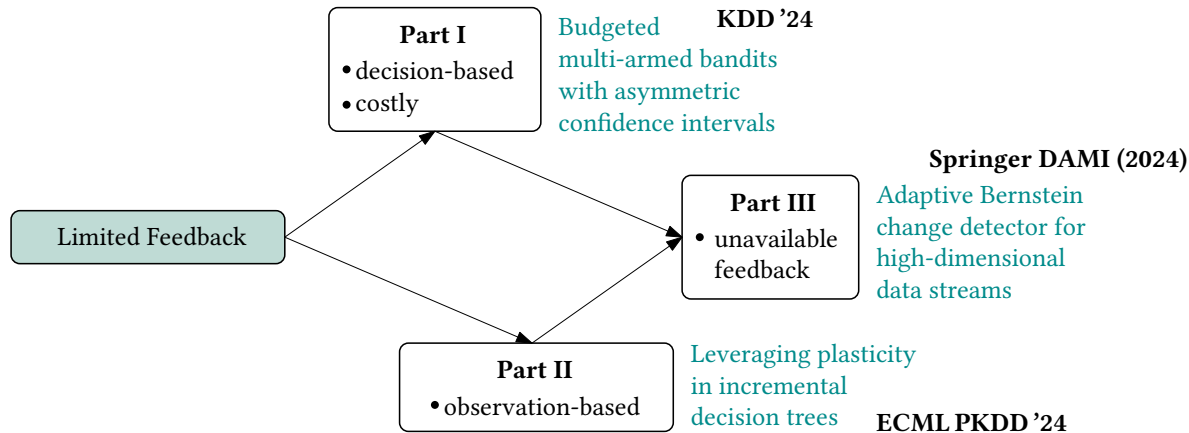 Part I
• decision-based
• costly
Budgeted
multi-armed bandits
with asymmetric
confidence intervals
KDD ’24
Limited Feedback
Part III
• unavailable
feedback
Springer DAMI (2024)
Adaptive Bernstein
change detector for
high-dimensional
data streams
Part II
• observation-based
Leveraging plasticity
in incremental
decision trees
ECML PKDD ’24